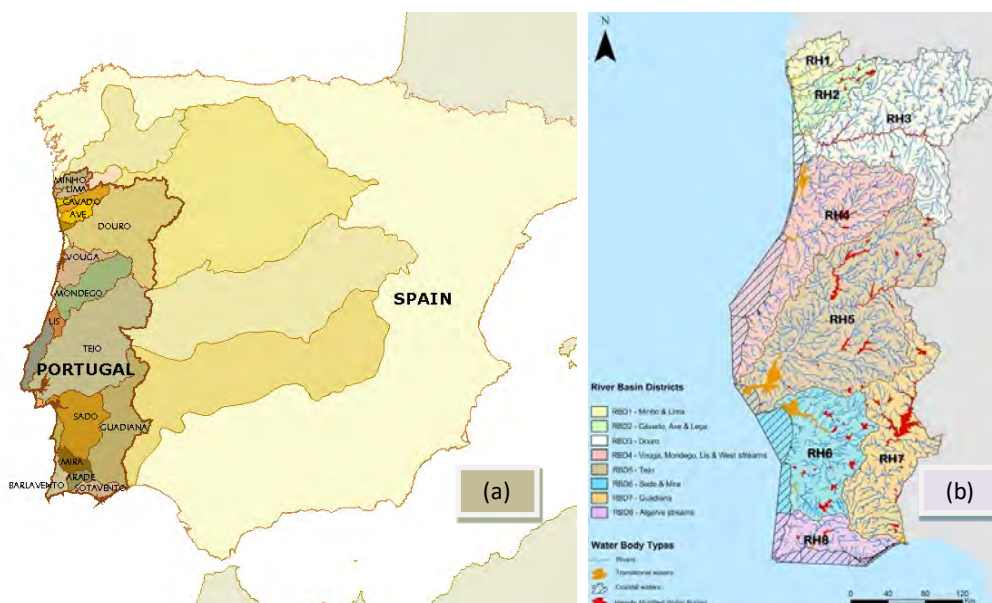 MINHO
LIMA
CAVADO
AVE
DOURO
VOUGA
MONDEGO
LIS
TEJO
SPAIN
PORTUGAL
SADO
GUADIANA
MIRA
ARADE
BARLAVENTO
SOTAVENTO
(a)
N
RH1
RH2
RH3
RH4
RH5
RH6
RH7
RH8
River Basin Districts
RBD1 - Minho & Lima
RBD2 - Cávado, Ave & Leça
RBD3 - Douro
RBD4 - Vouga, Mondego, Lis & West streams
RBD5 - Tejo
RBD6 - Sado & Mira
RBD7 - Guadiana
RBD8 - Algarve streams
Water Body Types
Rivers
Transitional waters
Coastal waters
(b)
0 40 80 120